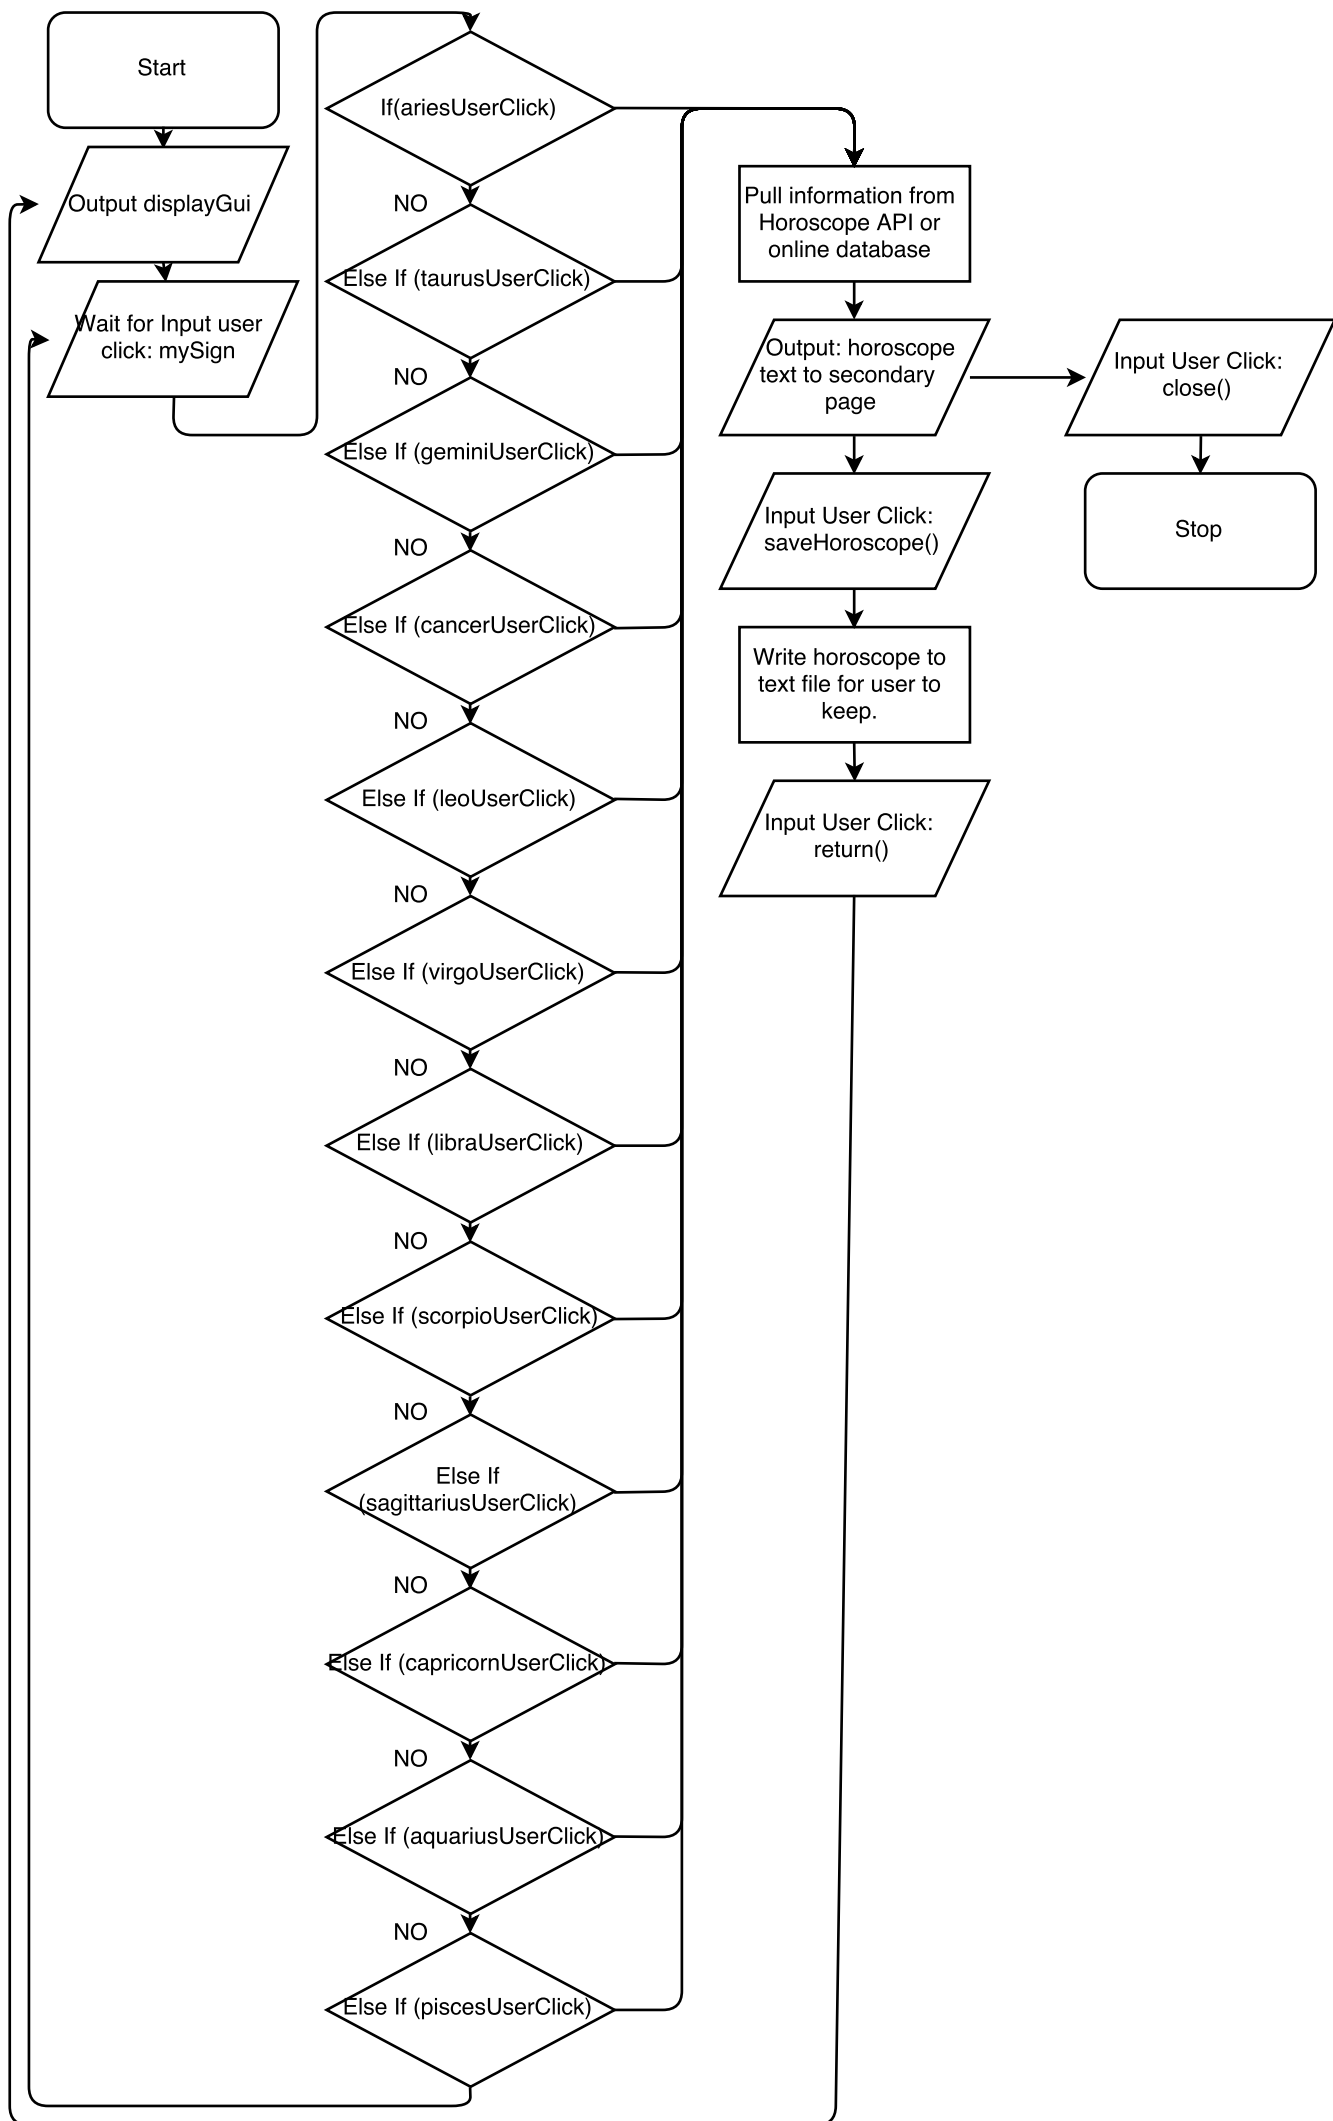 Start
Output displayGui
Wait for Input user
click: mySign
If(ariesUserClick)
NO
Else If (taurusUserClick)
NO
Else If (geminiUserClick)
NO
Else If (cancerUserClick)
NO
Else If (leoUserClick)
NO
Else If (virgoUserClick)
NO
Else If (libraUserClick)
NO
Else If (scorpioUserClick)
NO
Else If
(sagittariusUserClick)
NO
Else If (capricornUserClick)
NO
Else If (aquariusUserClick)
NO
Else If (piscesUserClick)
Pull information from
Horoscope API or
online database
Output: horoscope
text to secondary
page
Input User Click:
close()
Stop
Input User Click:
saveHoroscope()
Write horoscope to
text file for user to
keep.
Input User Click:
return()